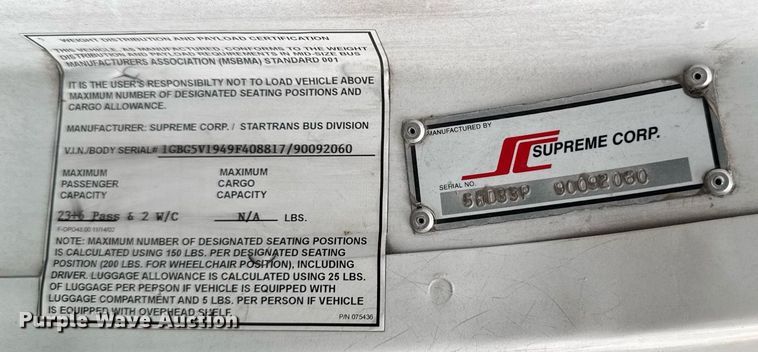 WEIGHT DISTRIBUTION AND PAYLOAD CERTIFICATION
THIS VEHICLE, AS MANUFACTURED, CONFORMS TO THE WEIGHT
DISTRIBUTION AND PAYLOAD REQUIREMENTS IN MID-SIZE BUS
MANUFACTURERS ASSOCIATION (MSBMA) STANDARD 001
IT IS THE USER'S RESPONSIBILTY NOT TO LOAD VEHICLE ABOVE
MAXIMUM NUMBER OF DESIGNATED SEATING POSITIONS AND
CARGO ALLOWANCE.
MANUFACTURER: SUPREME CORP. / STARTRANS BUS DIVISION
V.I.N./BODY SERIAL# 1GBG5V1949F408817/90092060
MAXIMUM MAXIMUM
PASSENGER CARGO
CAPACITY CAPACITY
23+6 Pass & 2 W/C N/A LBS.
F-OPO48.00 11/14/02
NOTE: MAXIMUM NUMBER OF DESIGNATED SEATING POSITIONS
IS CALCULATED USING 150 LBS. PER DESIGNATED SEATING
POSITION (200 LBS. FOR WHEELCHAIR POSITION), INCLUDING
DRIVER. LUGGAGE ALLOWANCE IS CALCULATED USING 25 LBS.
OF LUGGAGE PER PERSON IF VEHICLE IS EQUIPPED WITH
LUGGAGE COMPARTMENT AND 5 LBS. PER PERSON IF VEHICLE
IS EQUIPPED WITH OVERHEAD SHELF.
P/N 075436
MANUFACTURED BY
SC SUPREME CORP.
SERIAL NO. 90092060
Purple Wave Auction